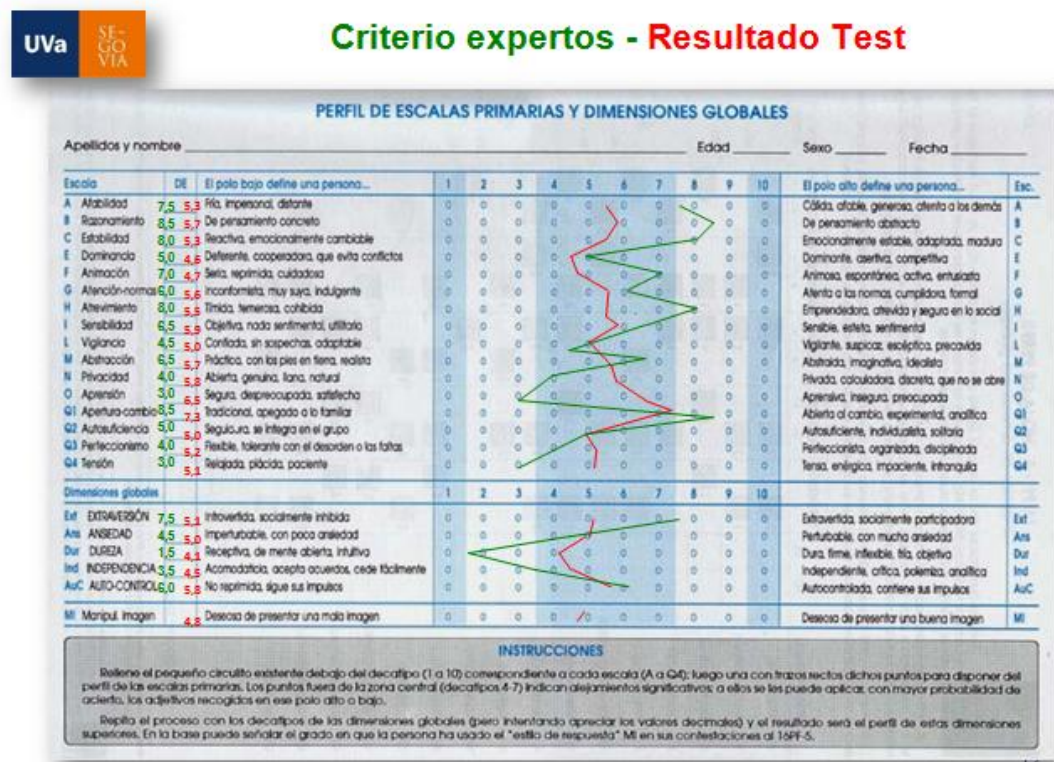 UVa
SE-
GO
VIA
Criterio expertos - Resultado Test
PERFIL DE ESCALAS PRIMARIAS Y DIMENSIONES GLOBALES
Apellidos y nombre Edad Sexo Fecha
Escala DE El polo bajo define una persona... 1 2 3 4 5 6 7 8 9 10 El polo alto define una persona... Esc.
A Afabilidad 7,5 5,3 Fría, impersonal, distante Cálida, afable, generosa, atenta a los demás A
B Razonamiento 8,5 5,7 De pensamiento concreto De pensamiento abstracto B
C Estabilidad 8,0 5,3 Reactiva, emocionalmente cambiable Emocionalmente estable, adaptada, madura C
E Dominancia 5,0 4,6 Deferente, cooperadora, que evita conflictos Dominante, asertiva, competitiva E
F Animación 7,0 4,7 Seria, reprimida, cuidadosa Animosa, espontánea, activa, entusiasta F
G Atención-normas 6,0 5,6 Inconformista, muy suya, indulgente Atenta a las normas, cumplidora, formal G
H Atrevimiento 8,0 5,5 Tímida, temerosa, cohibida Emprendedora, atrevida y segura en lo social H
I Sensibilidad 6,5 5,9 Objetiva, nada sentimental, utilitaria Sensible, esteta, sentimental I
L Vigilancia 4,5 5,0 Confiada, sin sospechas, adaptable Vigilante, suspicaz, escéptica, precavida L
M Abstracción 6,5 5,7 Práctica, con los pies en tierra, realista Abstraída, imaginativa, idealista M
N Privacidad 4,0 5,8 Abierta, genuina, llana, natural Privada, calculadora, discreta, que no se abre N
O Aprensión 3,0 6,5 Segura, despreocupada, satisfecha Aprensiva, insegura, preocupada O
Q1 Apertura-cambio 8,5 7,3 Tradicional, apegada a lo familiar Abierta al cambio, experimental, analítica Q1
Q2 Autosuficiencia 5,0 5,0 se integra en el grupo Autosuficiente, individualista, solitaria Q2
Q3 Perfeccionismo 4,0 5,2 Flexible, tolerante con el desorden o las faltas Perfeccionista, organizada, disciplinada Q3
Q4 Tensión 3,0 5,1 Relajada, plácida, paciente Tensa, enérgica, impaciente, intranquila Q4
Dimensiones globales 1 2 3 4 5 6 7 8 9 10
Ext EXTRAVERSIÓN 7,5 5,1 Introvertida, socialmente inhibida Extravertida, socialmente participadora Ext
Ans ANSIEDAD 4,5 5,0 Imperturbable, con poca ansiedad Perturbable, con mucha ansiedad Ans
Dur DUREZA 1,5 4,1 Receptiva, de mente abierta, intuitiva Dura, firme, inflexible, fría, objetiva Dur
Ind INDEPENDENCIA 3,5 4,5 Acomodaticia, acepta acuerdos, cede fácilmente Independiente, crítica, polemiza, analítica Ind
AuC AUTO-CONTROL 6,0 5,8 No reprimida, sigue sus impulsos Autocontrolada, contiene sus impulsos AuC
MI Manipul. Imagen 4,8 Deseosa de presentar una mala imagen Deseosa de presentar una buena imagen MI
INSTRUCCIONES
Rellene el pequeño circulito existente debajo del decatipo (1 a 10) correspondiente a cada escala (A a Q4); luego una con trazos rectos dichos puntos para disponer del
perfil de las escalas primarias. Los puntos fuera de la zona central (decatipos 4-7) indican alejamientos significativos; a ellos se les puede aplicar, con mayor probabilidad de
acierto, los adjetivos recogidos en ese polo alto o bajo.
Repita el proceso con los decatipos de las dimensiones globales (pero intentando apreciar los valores decimales) y el resultado será el perfil de estas dimensiones
superiores. En la base puede señalar el grado en que la persona ha usado el "estilo de respuesta" MI en sus contestaciones al 16PF-5.